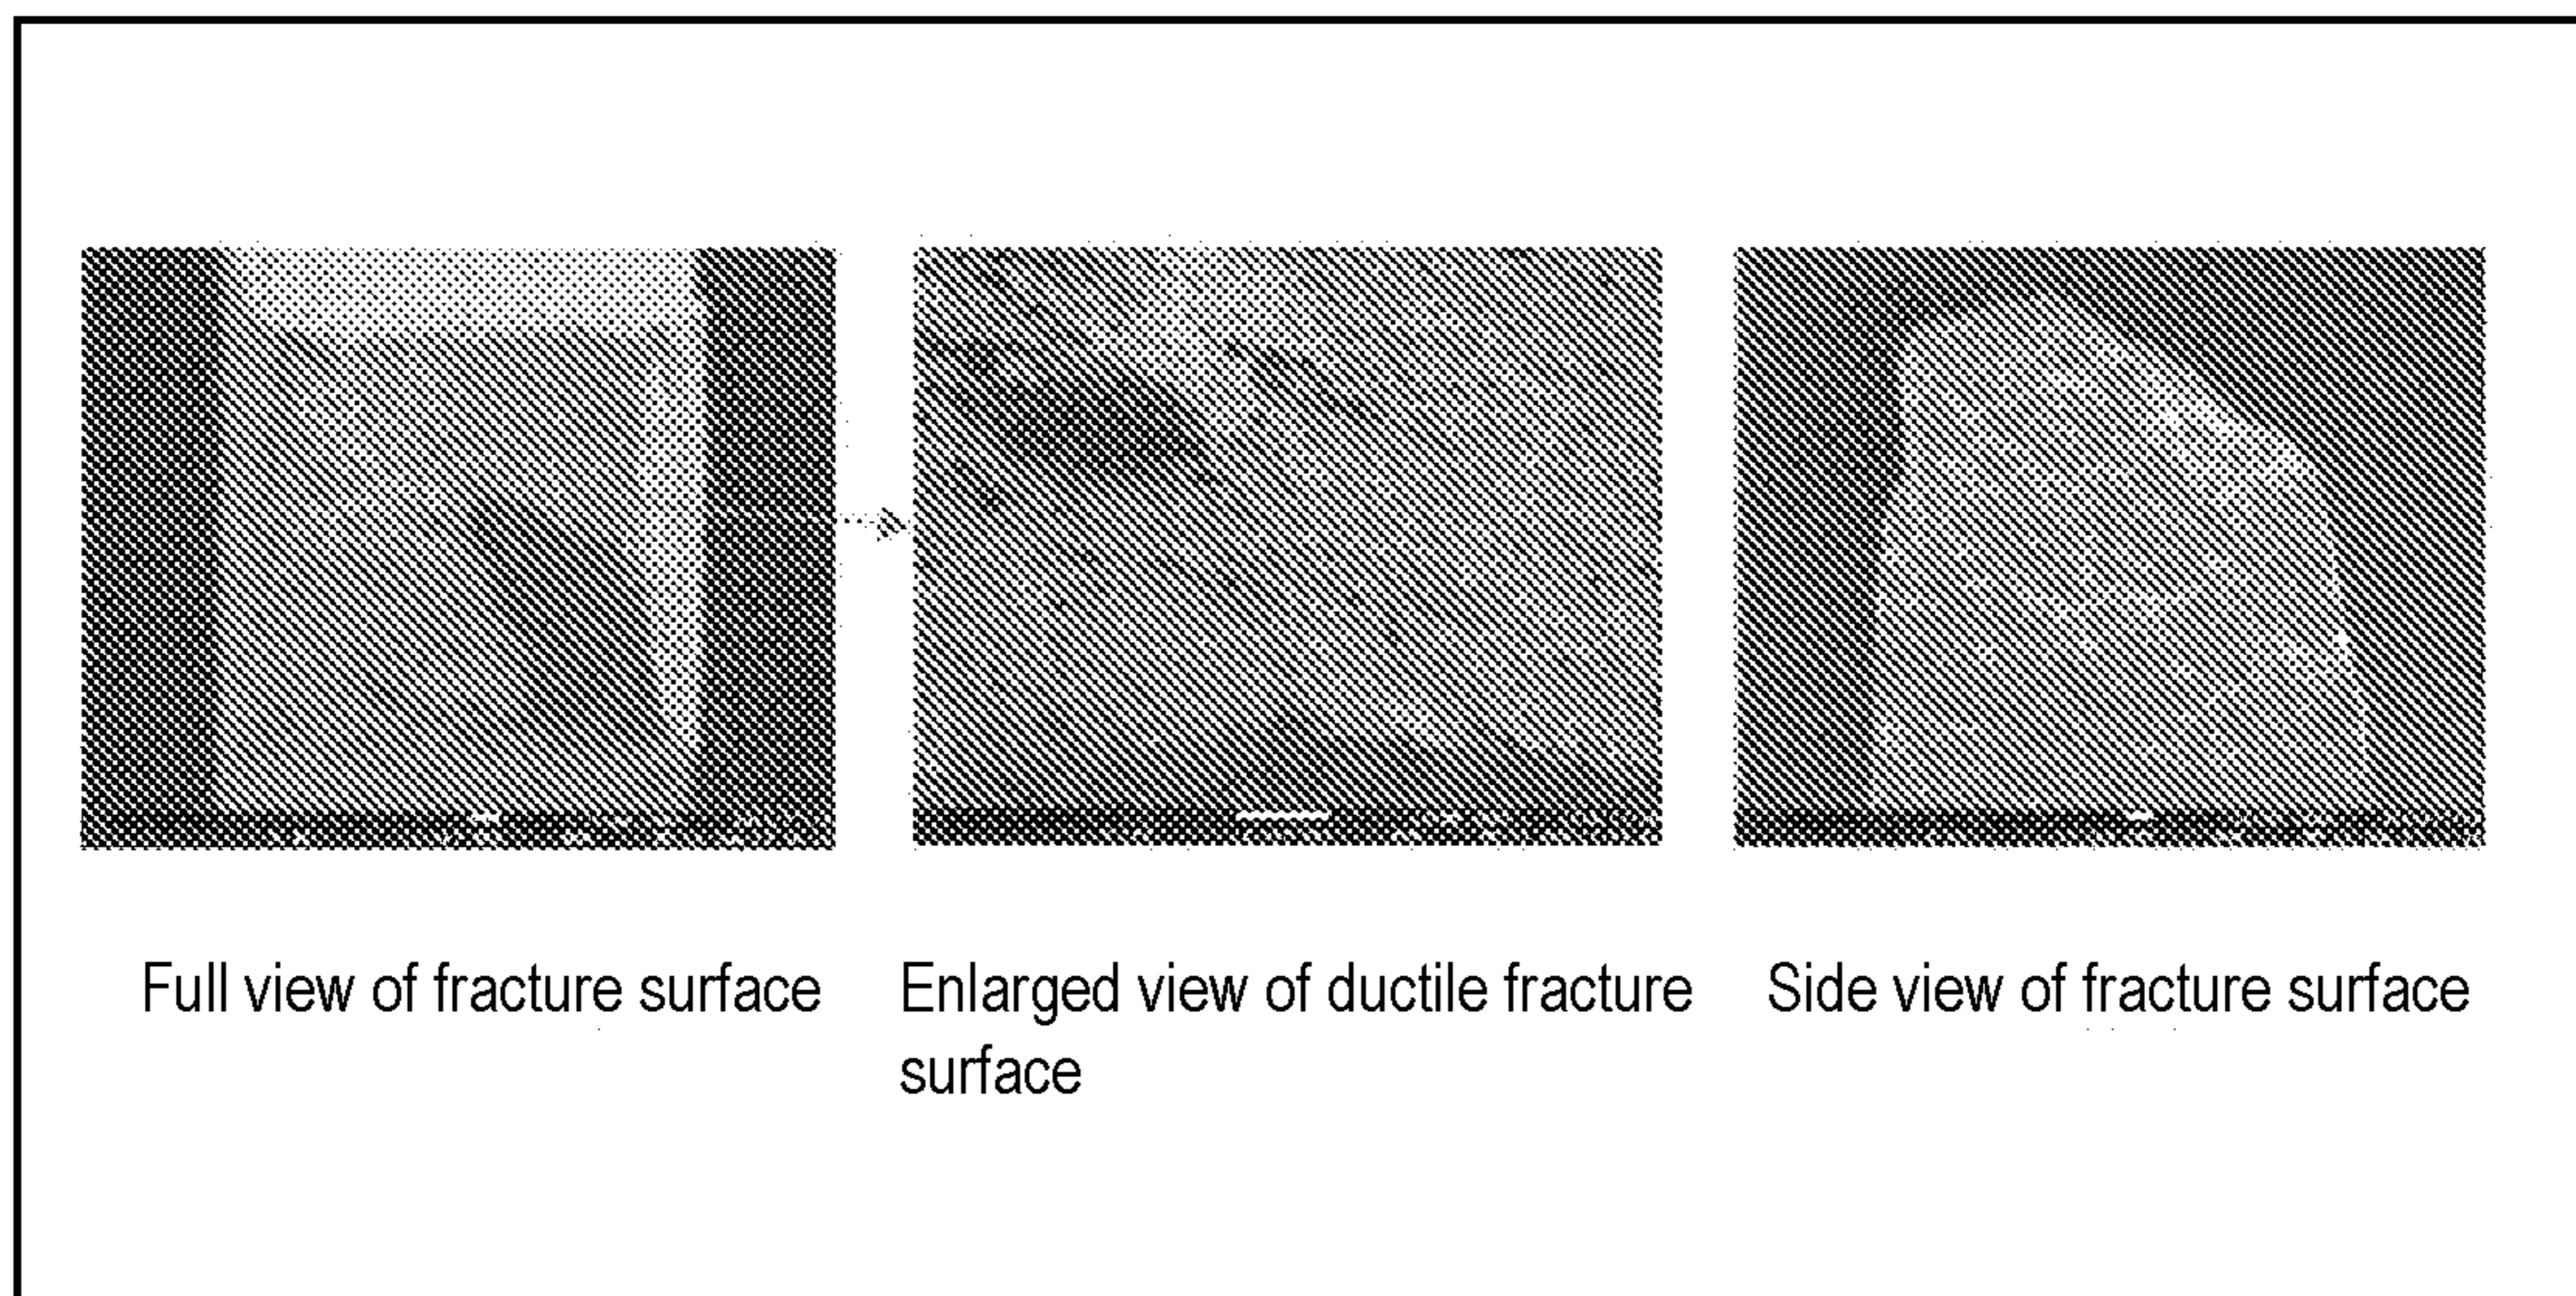 Full view of fracture surface
Enlarged view of ductile fracture
surface
Side view of fracture surface